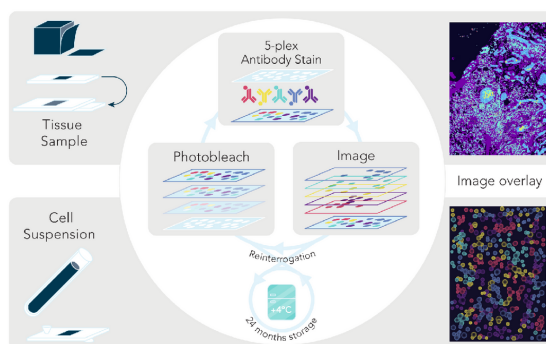 5-plex
Antibody Stain
Tissue
Sample
Photobleach
Image
Image overlay
Cell
Suspension
Reinterrogation
+4°C
24 months storage